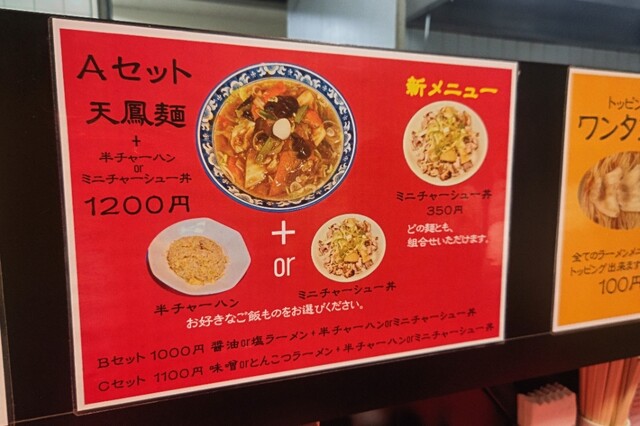 Aセット
天鳳麺
+
半チャーハン
or
ミニチャーシュー丼
1200円
新メニュー
ミニチャーシュー丼
350円
どの麺とも、
組合せいただけます。
+
or
半チャーハン
ミニチャーシュー丼
お好きなご飯ものをお選びください。
Bセット 1000円 醤油or塩ラーメン+半チャーハンorミニチャーシュー丼
Cセット 1100円 味噌orとんこつラーメン+半チャーハンorミニチャーシュー丼
トッピン
ワンタ
全てのラーメンメニ
トッピング出来ます
100円